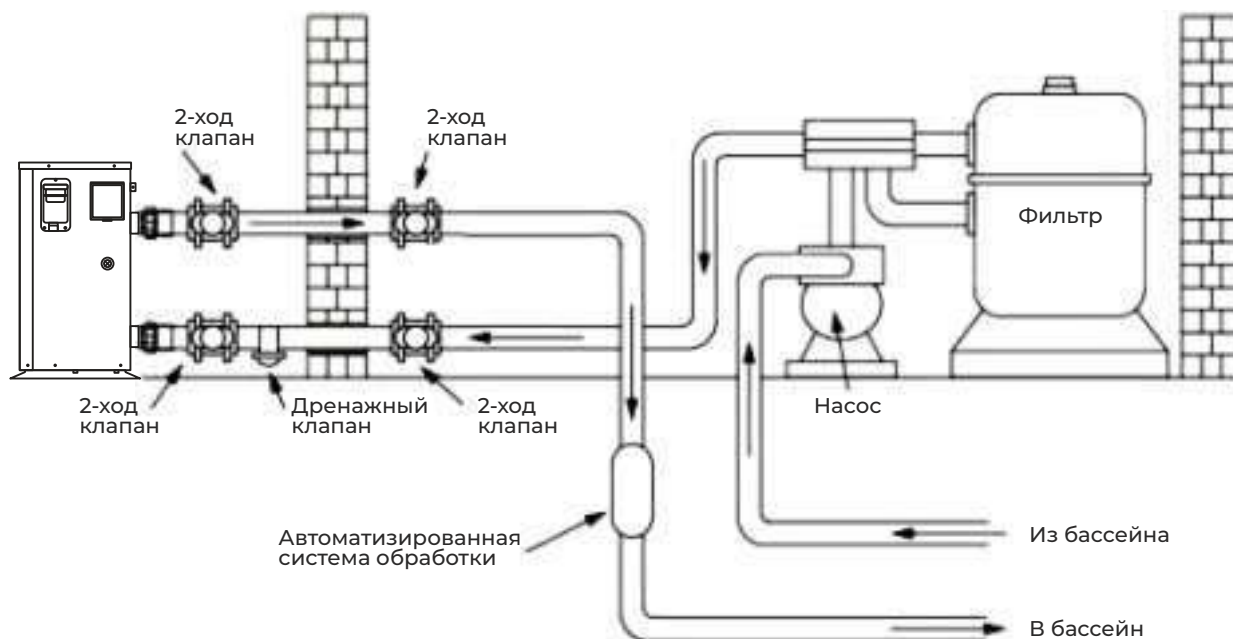 2-ход
клапан
2-ход
клапан
Фильтр
2-ход
клапан
Дренажный
клапан
2-ход
клапан
Насос
Автоматизированная
система обработки
Из бассейна
В бассейн